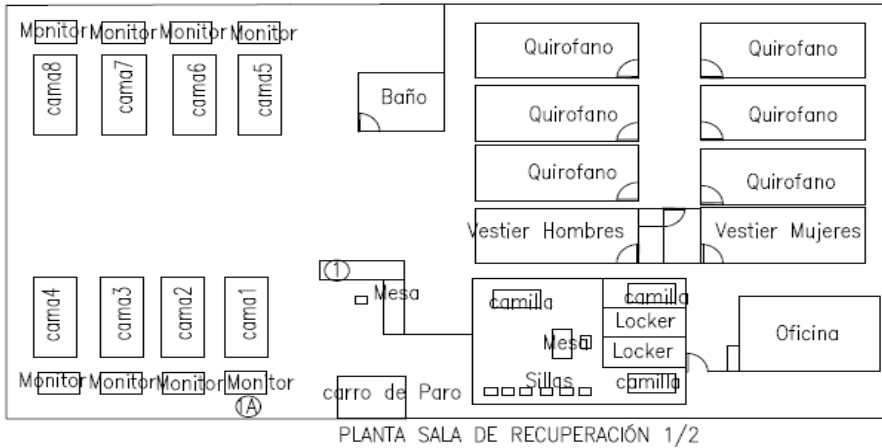 Monitor Monitor Monitor Monitor
cama8 cama7 cama6 cama5
Baño
Quirofano Quirofano
Quirofano Quirofano
Quirofano Quirofano
Vestier Hombres Vestier Mujeres
1
Mesa
cama4 cama3 cama2 cama1
camilla camilla
Locker
Mesa
Locker
Oficina
Monitor Monitor Monitor Monitor
1A
carro de Paro
Sillas
camilla
PLANTA SALA DE RECUPERACIÓN 1/2